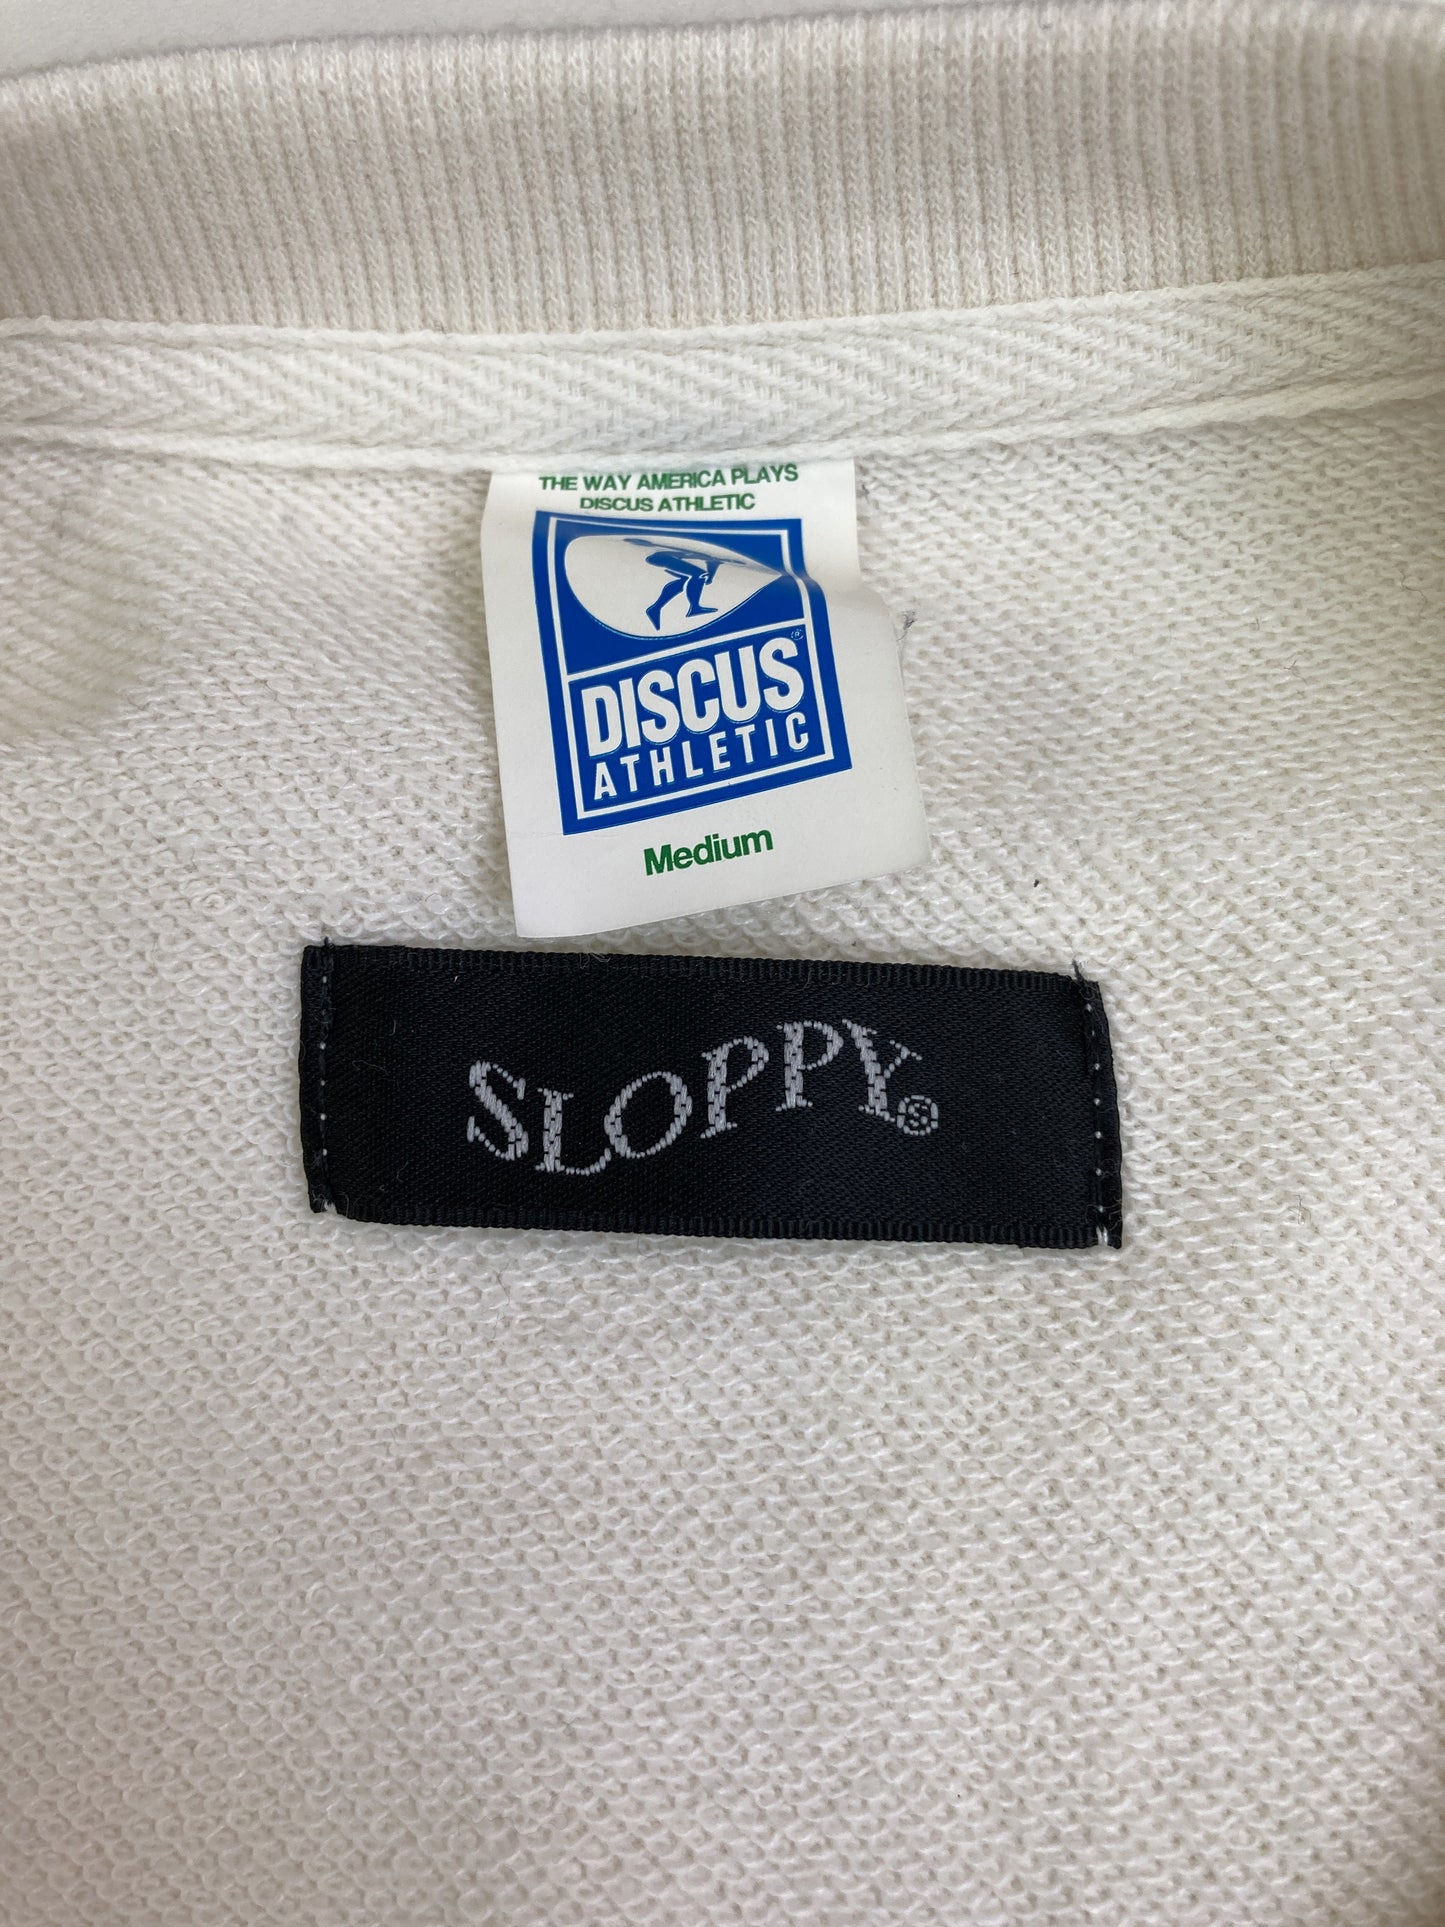 THE WAY AMERICA PLAYS
DISCUS ATHLETIC
DISCUS ®
ATHLETIC
Medium
SLOPPY Ⓢ